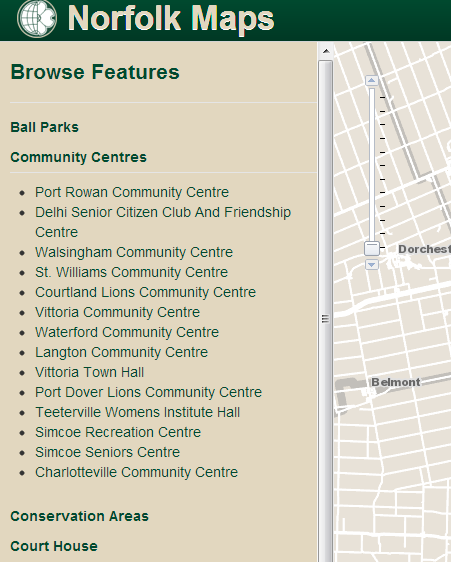 Norfolk Maps
Browse Features
Ball Parks
Community Centres
Port Rowan Community Centre
Delhi Senior Citizen Club And Friendship
Centre
Walsingham Community Centre
St. Williams Community Centre
Courtland Lions Community Centre
Vittoria Community Centre
Waterford Community Centre
Langton Community Centre
Vittoria Town Hall
Port Dover Lions Community Centre
Teeterville Womens Institute Hall
Simcoe Recreation Centre
Simcoe Seniors Centre
Charlotteville Community Centre
Conservation Areas
Court House
Dorchest
Belmont